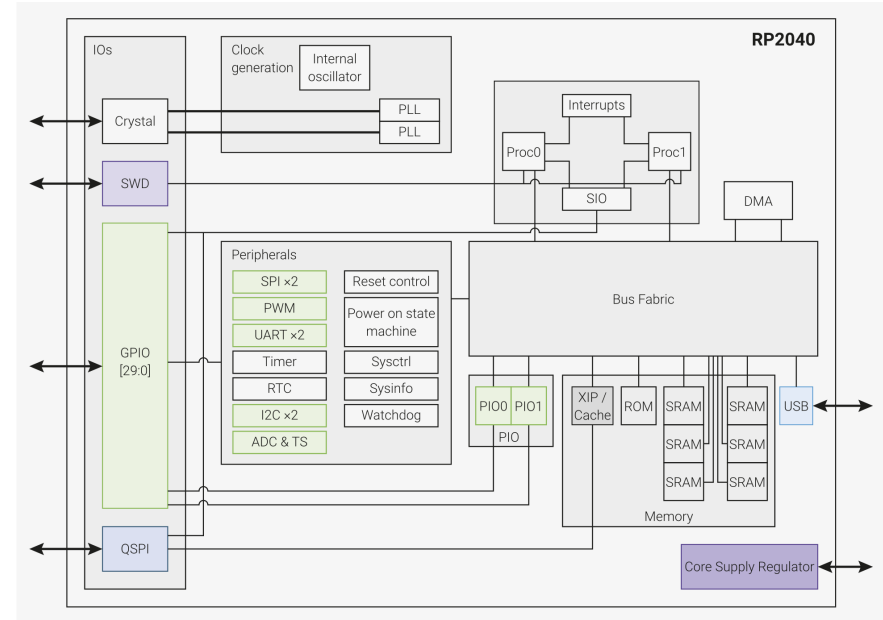 RP2040
IOs
Crystal
SWD
GPIO
[29:0]
QSPI
Clock
generation
Internal
oscillator
PLL
PLL
Interrupts
Proc0
Proc1
SIO
DMA
Peripherals
SPI ×2
PWM
UART ×2
Timer
RTC
I2C ×2
ADC & TS
Reset control
Power on state
machine
Sysctrl
Sysinfo
Watchdog
Bus Fabric
PIO0
PIO1
PIO
XIP /
Cache
ROM
SRAM
SRAM
SRAM
SRAM
SRAM
SRAM
Memory
USB
Core Supply Regulator